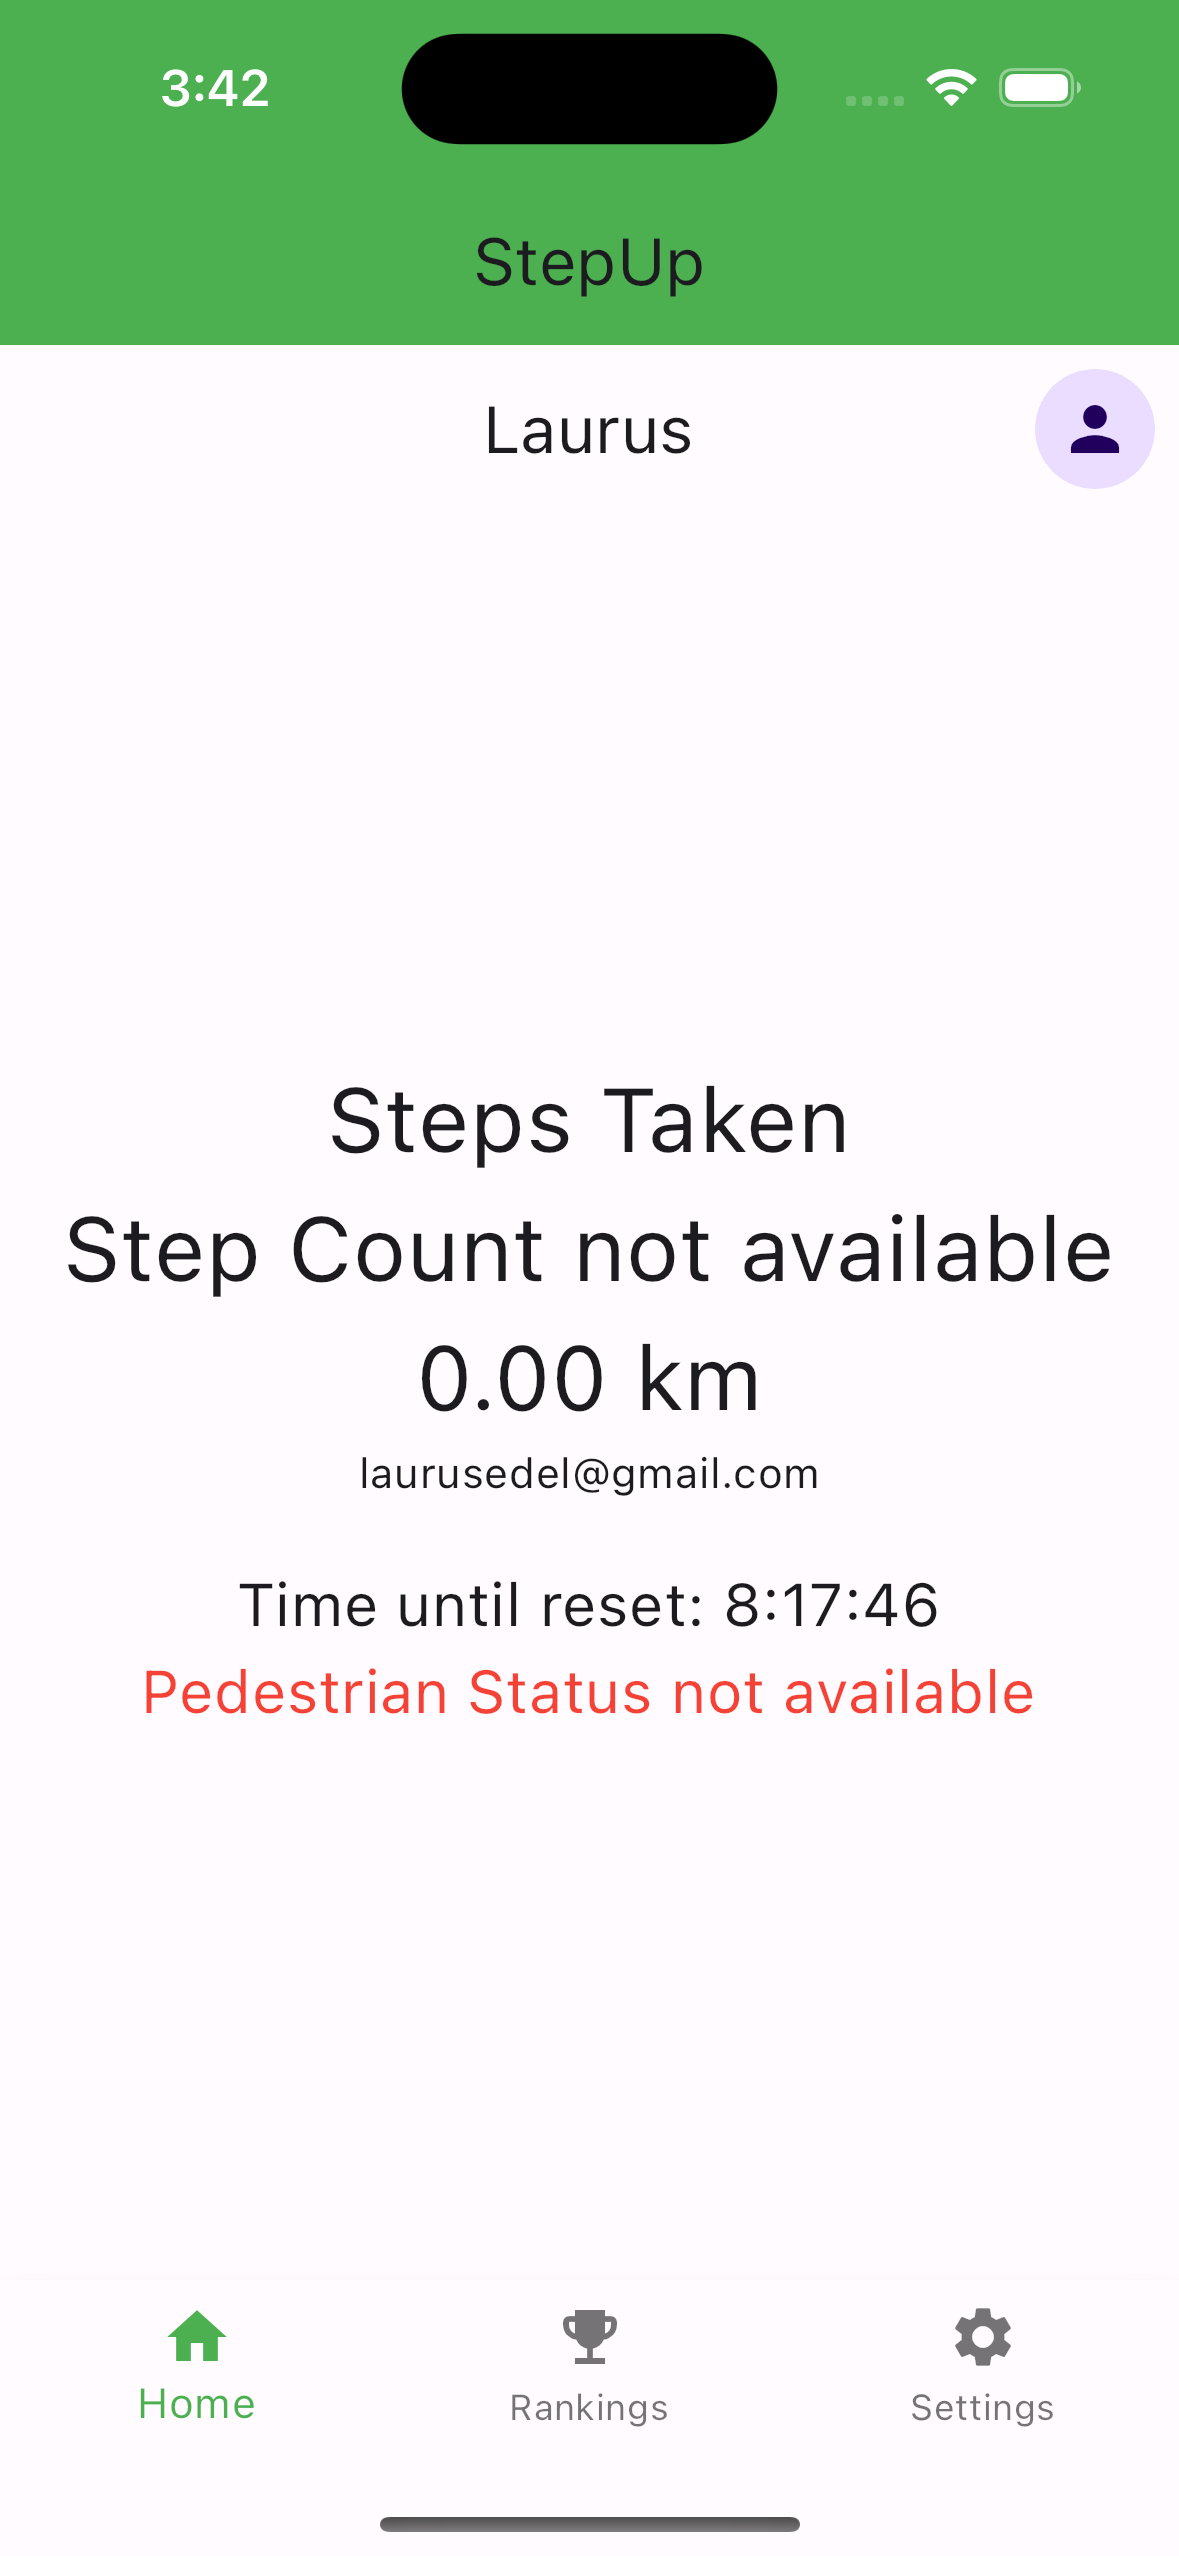 3:42
StepUp
Laurus
Steps Taken
Step Count not available
0.00 km
laurusedel@gmail.com
Time until reset: 8:17:46
Pedestrian Status not available
Home
Rankings
Settings